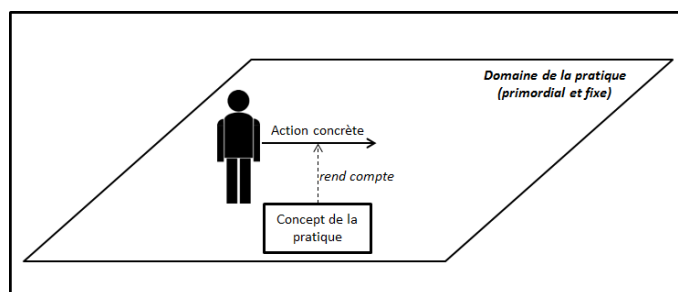 Domaine de la pratique
(primordial et fixe)
Action concrète
rend compte
Concept de la
pratique